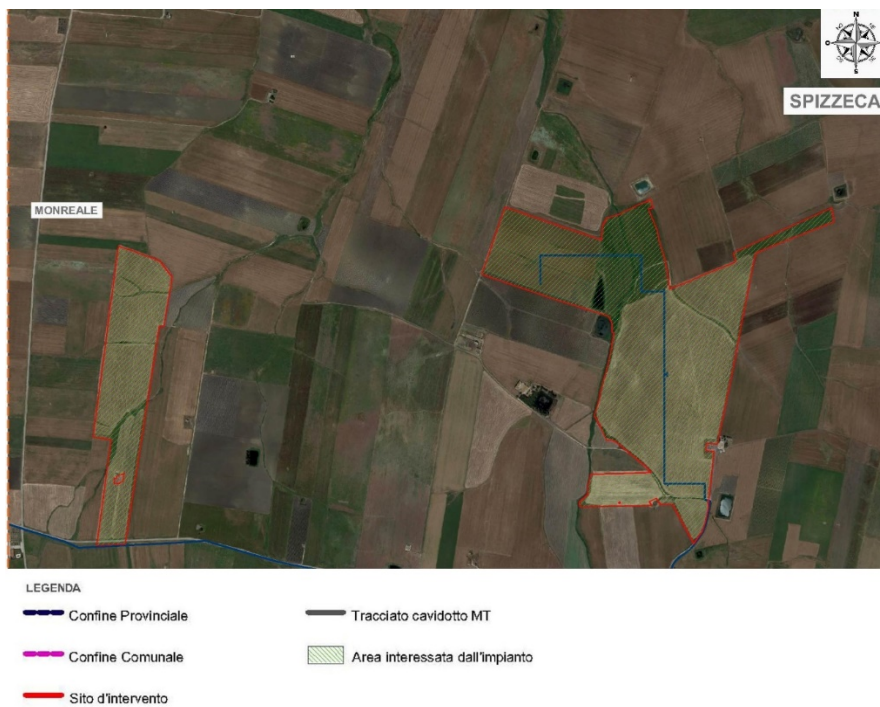 N
S
SPIZZECA
MONREALE
LEGENDA
Confine Provinciale
Tracciato cavidotto MT
Confine Comunale
Area interessata dall'impianto
Sito d'intervento